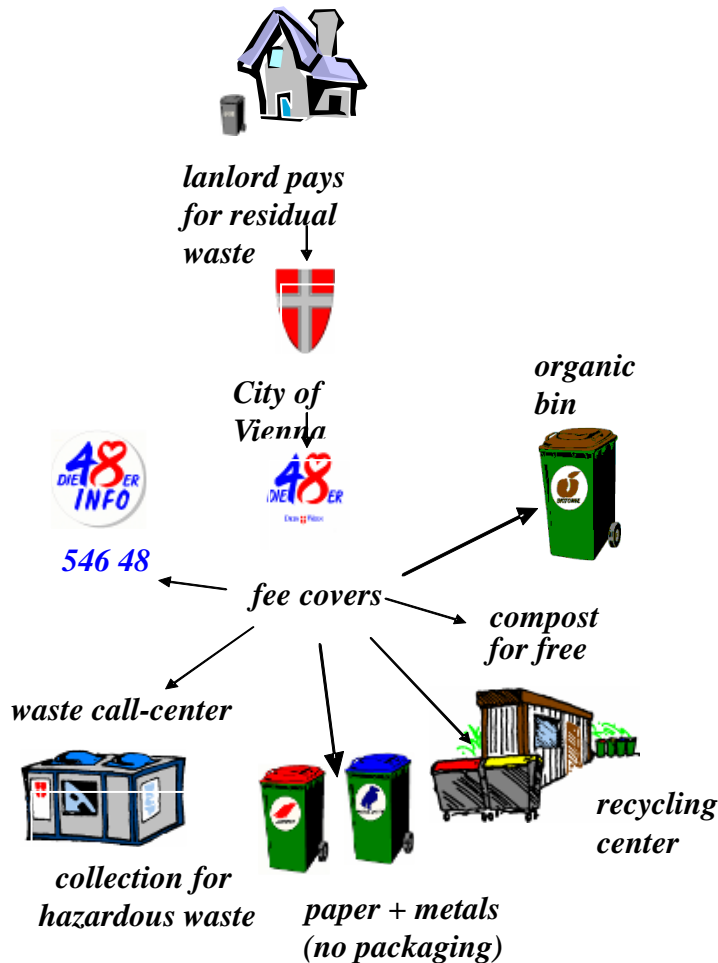 lanlord pays
for residual
waste
City of
Vienna
organic
bin
DIE 48 ER
INFO
DIE 48 ER
546 48
fee covers
compost
for free
waste call-center
recycling
center
collection for
hazardous waste
paper + metals
(no packaging)